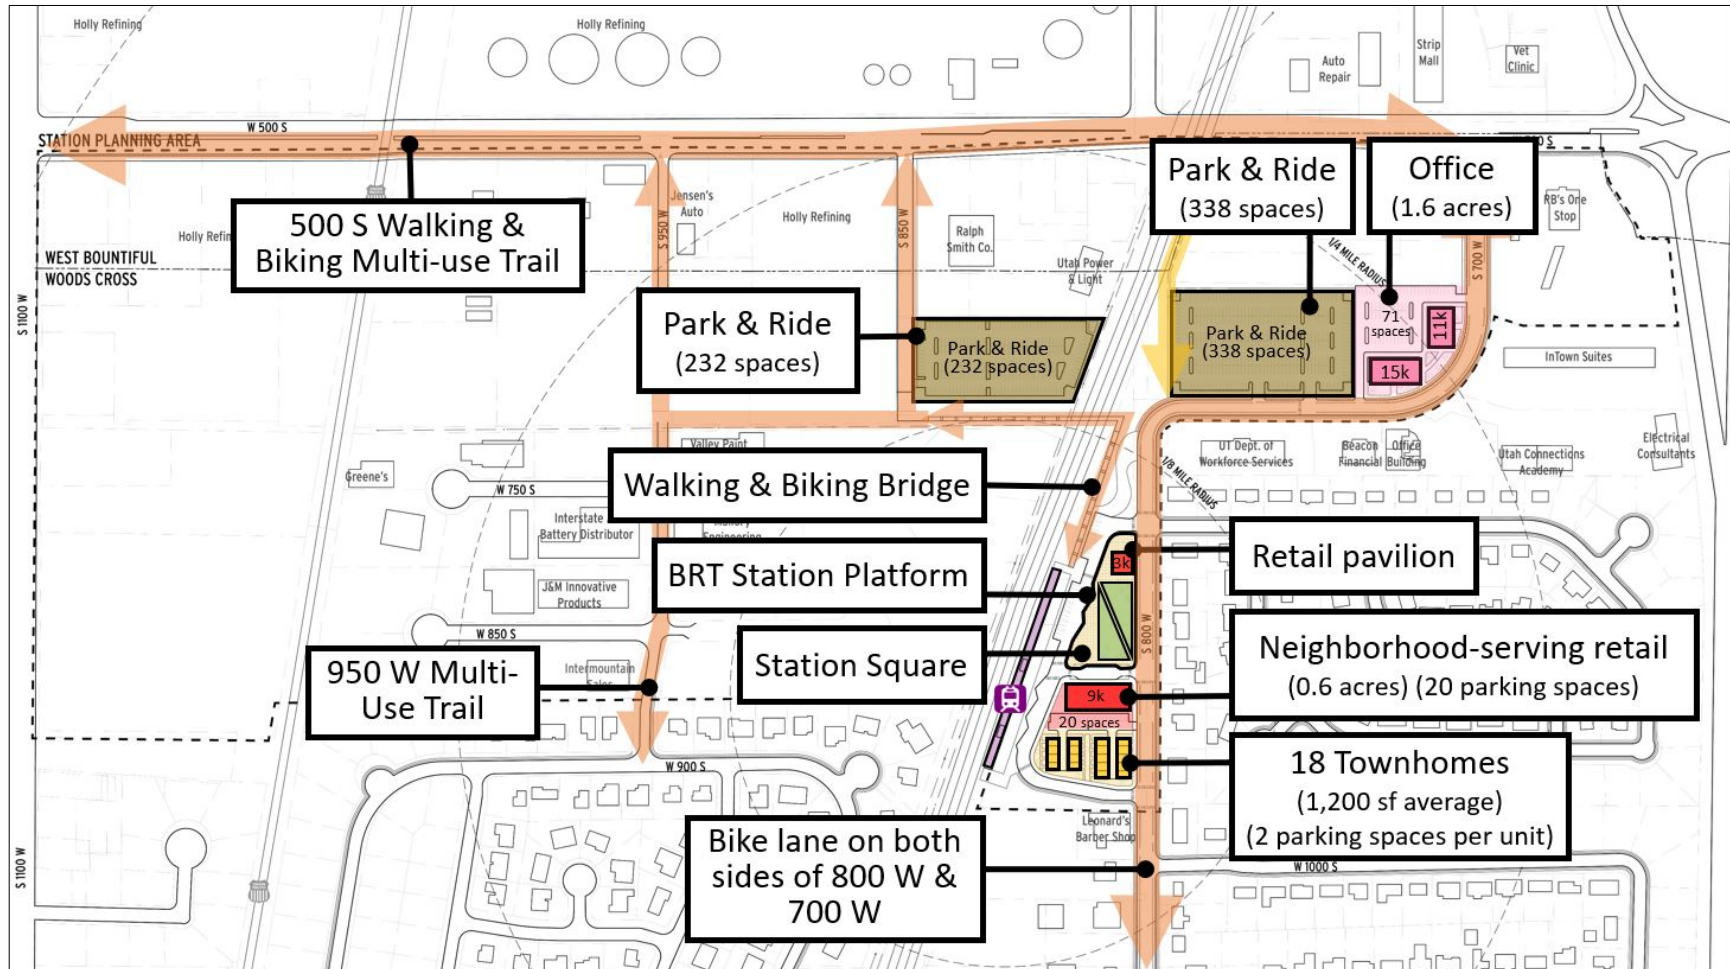 Holly Refining
Holly Refining
Auto
Repair
Strip
Mall
Vet
Clinic
W 500 S
STATION PLANNING AREA
Park & Ride
(338 spaces)
Office
(1.6 acres)
Jensen's
Auto
S 950 W
Holly Refining
S 850 W
Ralph
Smith Co.
RB's One
Stop
500 S Walking &
Biking Multi-use Trail
WEST BOUNTIFUL
WOODS CROSS
Utah Power
& Light
1/4 MILE RADIUS
S 700 W
S 1100 W
Park & Ride
(232 spaces)
Park & Ride
(232 spaces)
Park & Ride
(338 spaces)
71
spaces
11k
15k
InTown Suites
Valley Paint
Greene's
UT Dept. of
Workforce Services
Beacon
Financial
Office
Building
Utah Connections
Academy
Electrical
Consultants
1/8 MILE RADIUS
Walking & Biking Bridge
W 750 S
Interstate
Battery Distributor
Engineering
BRT Station Platform
3k
Retail pavilion
J&M Innovative
Products
W 850 S
S 800 W
Station Square
Neighborhood-serving retail
(0.6 acres) (20 parking spaces)
950 W Multi-
Use Trail
Intermountain
9k
20 spaces
18 Townhomes
(1,200 sf average)
(2 parking spaces per unit)
W 900 S
Leonard's
Barber Shop
Bike lane on both
sides of 800 W &
700 W
S 1100 W
W 1000 S